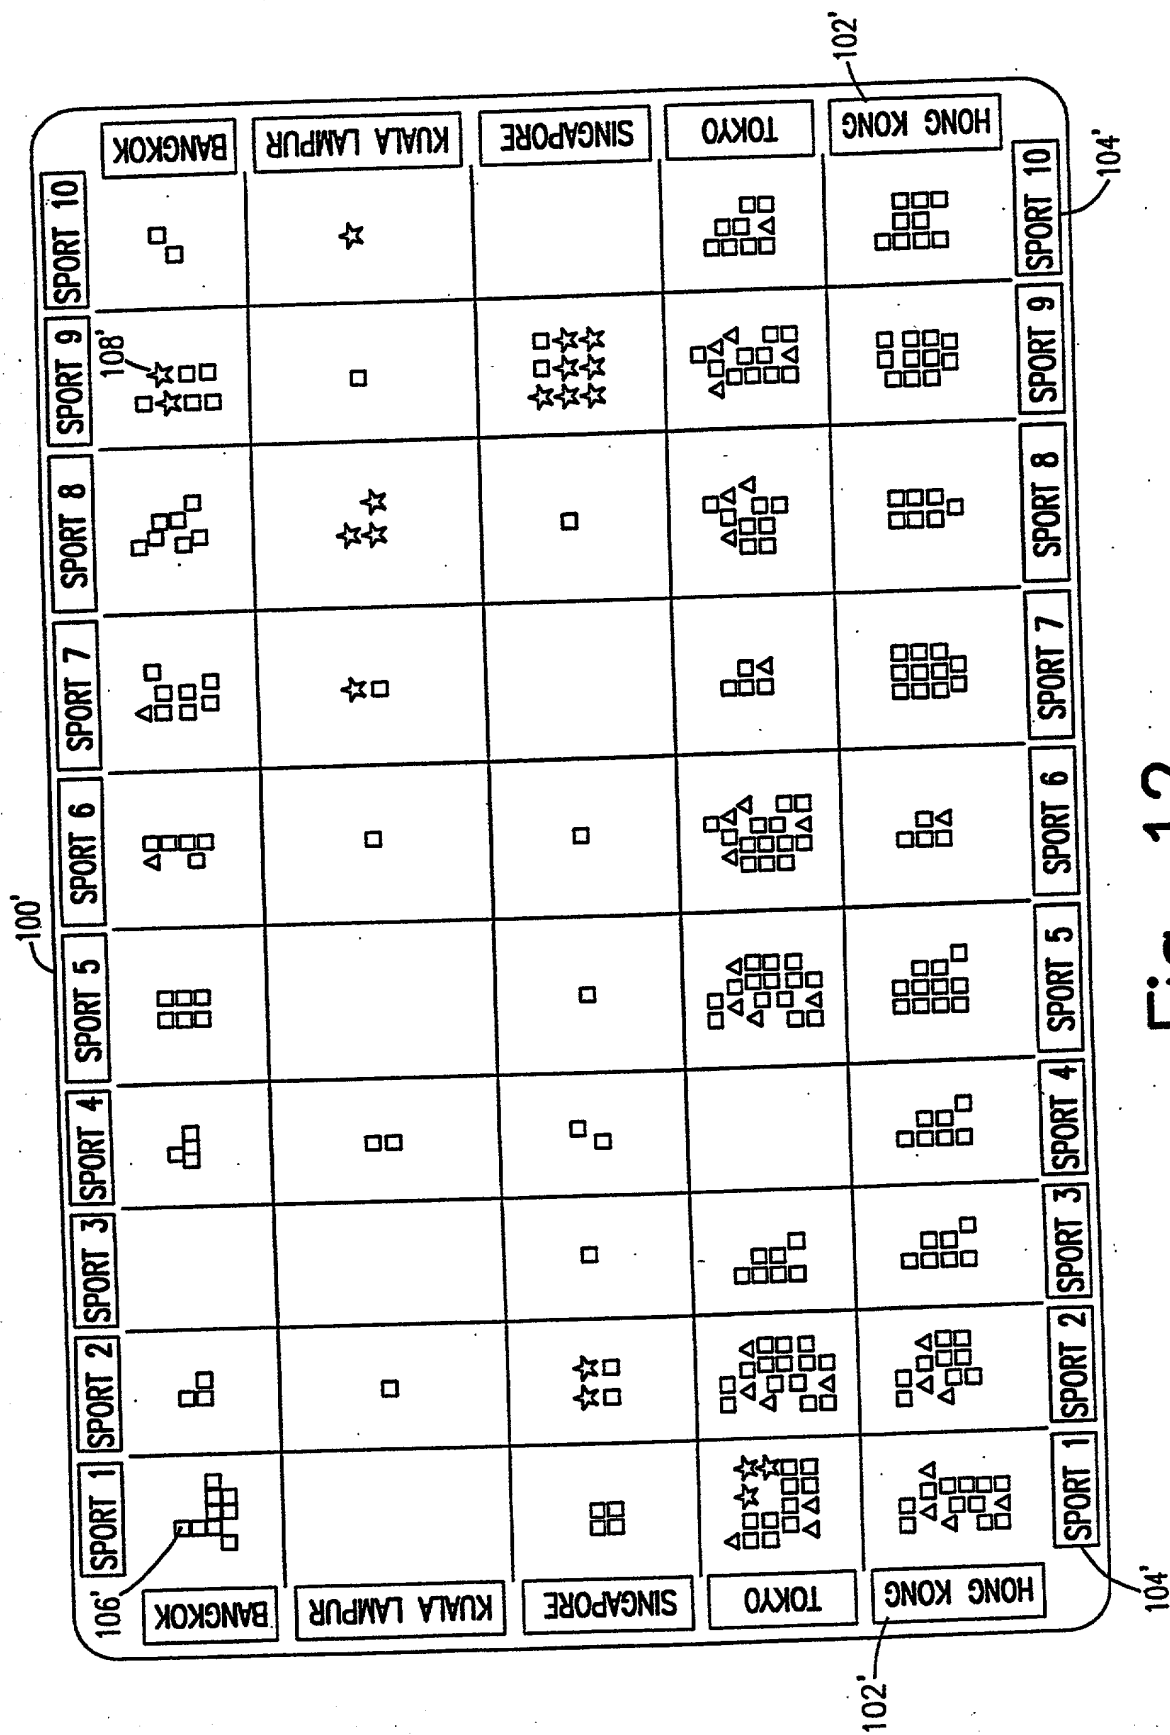 100'
SPORT 1
SPORT 2
SPORT 3
SPORT 4
SPORT 5
SPORT 6
SPORT 7
SPORT 8
SPORT 9
SPORT 10
106'
108'
BANGKOK
BANGKOK
KUALA LAMPUR
KUALA LAMPUR
SINGAPORE
SINGAPORE
TOKYO
TOKYO
HONG KONG
HONG KONG
102'
102'
SPORT 1
SPORT 2
SPORT 3
SPORT 4
SPORT 5
SPORT 6
SPORT 7
SPORT 8
SPORT 9
SPORT 10
104'
104'